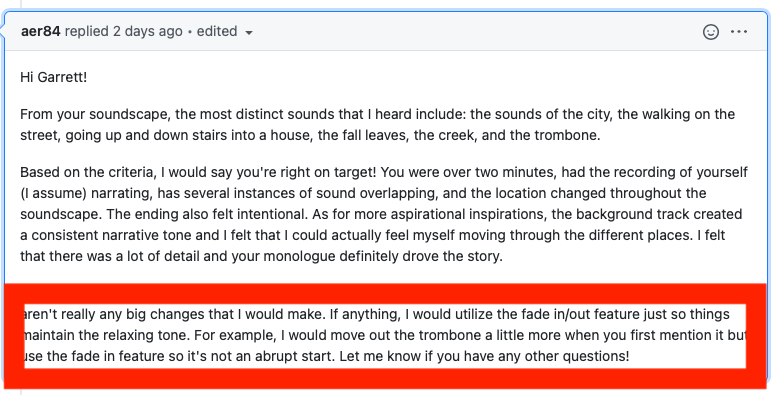 aer84 replied 2 days ago • edited
Hi Garrett!
From your soundscape, the most distinct sounds that I heard include: the sounds of the city, the walking on the
street, going up and down stairs into a house, the fall leaves, the creek, and the trombone.
Based on the criteria, I would say you're right on target! You were over two minutes, had the recording of yourself
(I assume) narrating, has several instances of sound overlapping, and the location changed throughout the
soundscape. The ending also felt intentional. As for more aspirational inspirations, the background track created
a consistent narrative tone and I felt that I could actually feel myself moving through the different places. I felt
that there was a lot of detail and your monologue definitely drove the story.
aren't really any big changes that I would make. If anything, I would utilize the fade in/out feature just so things
maintain the relaxing tone. For example, I would move out the trombone a little more when you first mention it but
use the fade in feature so it's not an abrupt start. Let me know if you have any other questions!